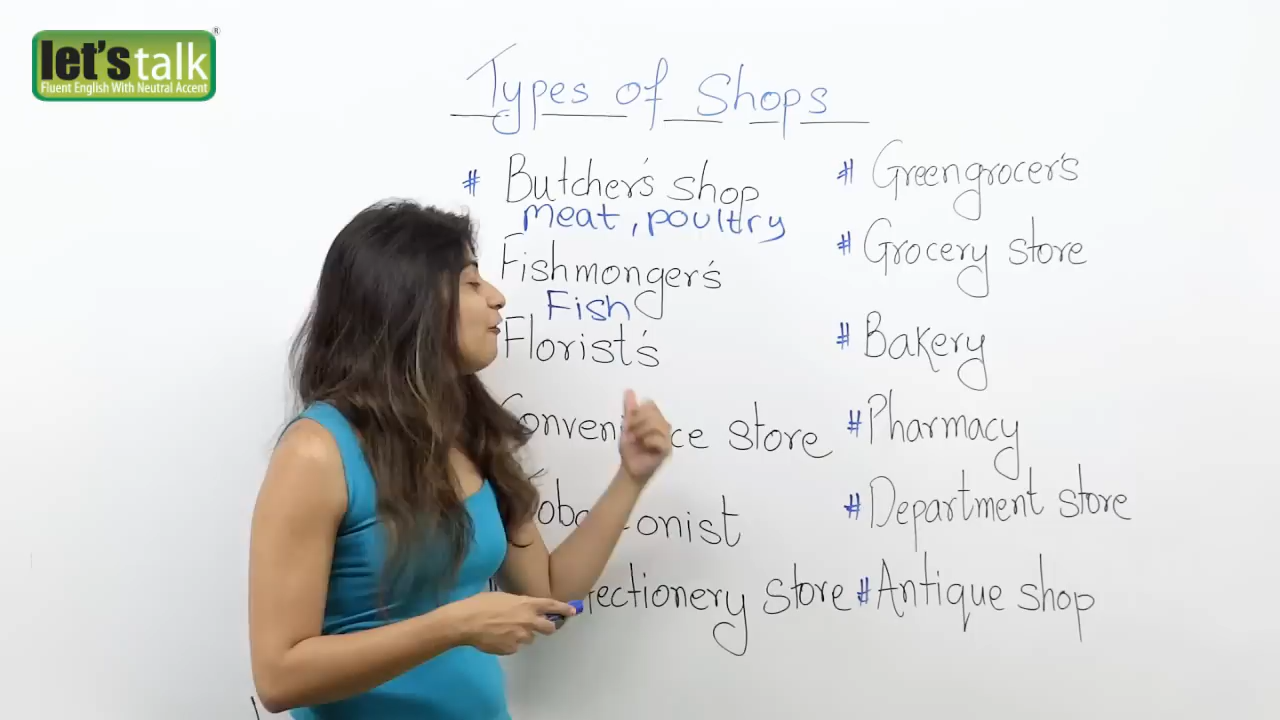 let's talk®
Fluent English With Neutral Accent
Types of Shops
# Butcher's shop
meat, poultry
Fishmonger's
Fish
Florist's
store
store
# Greengrocer's
# Grocery store
# Bakery
# Pharmacy
# Department store
# Antique shop